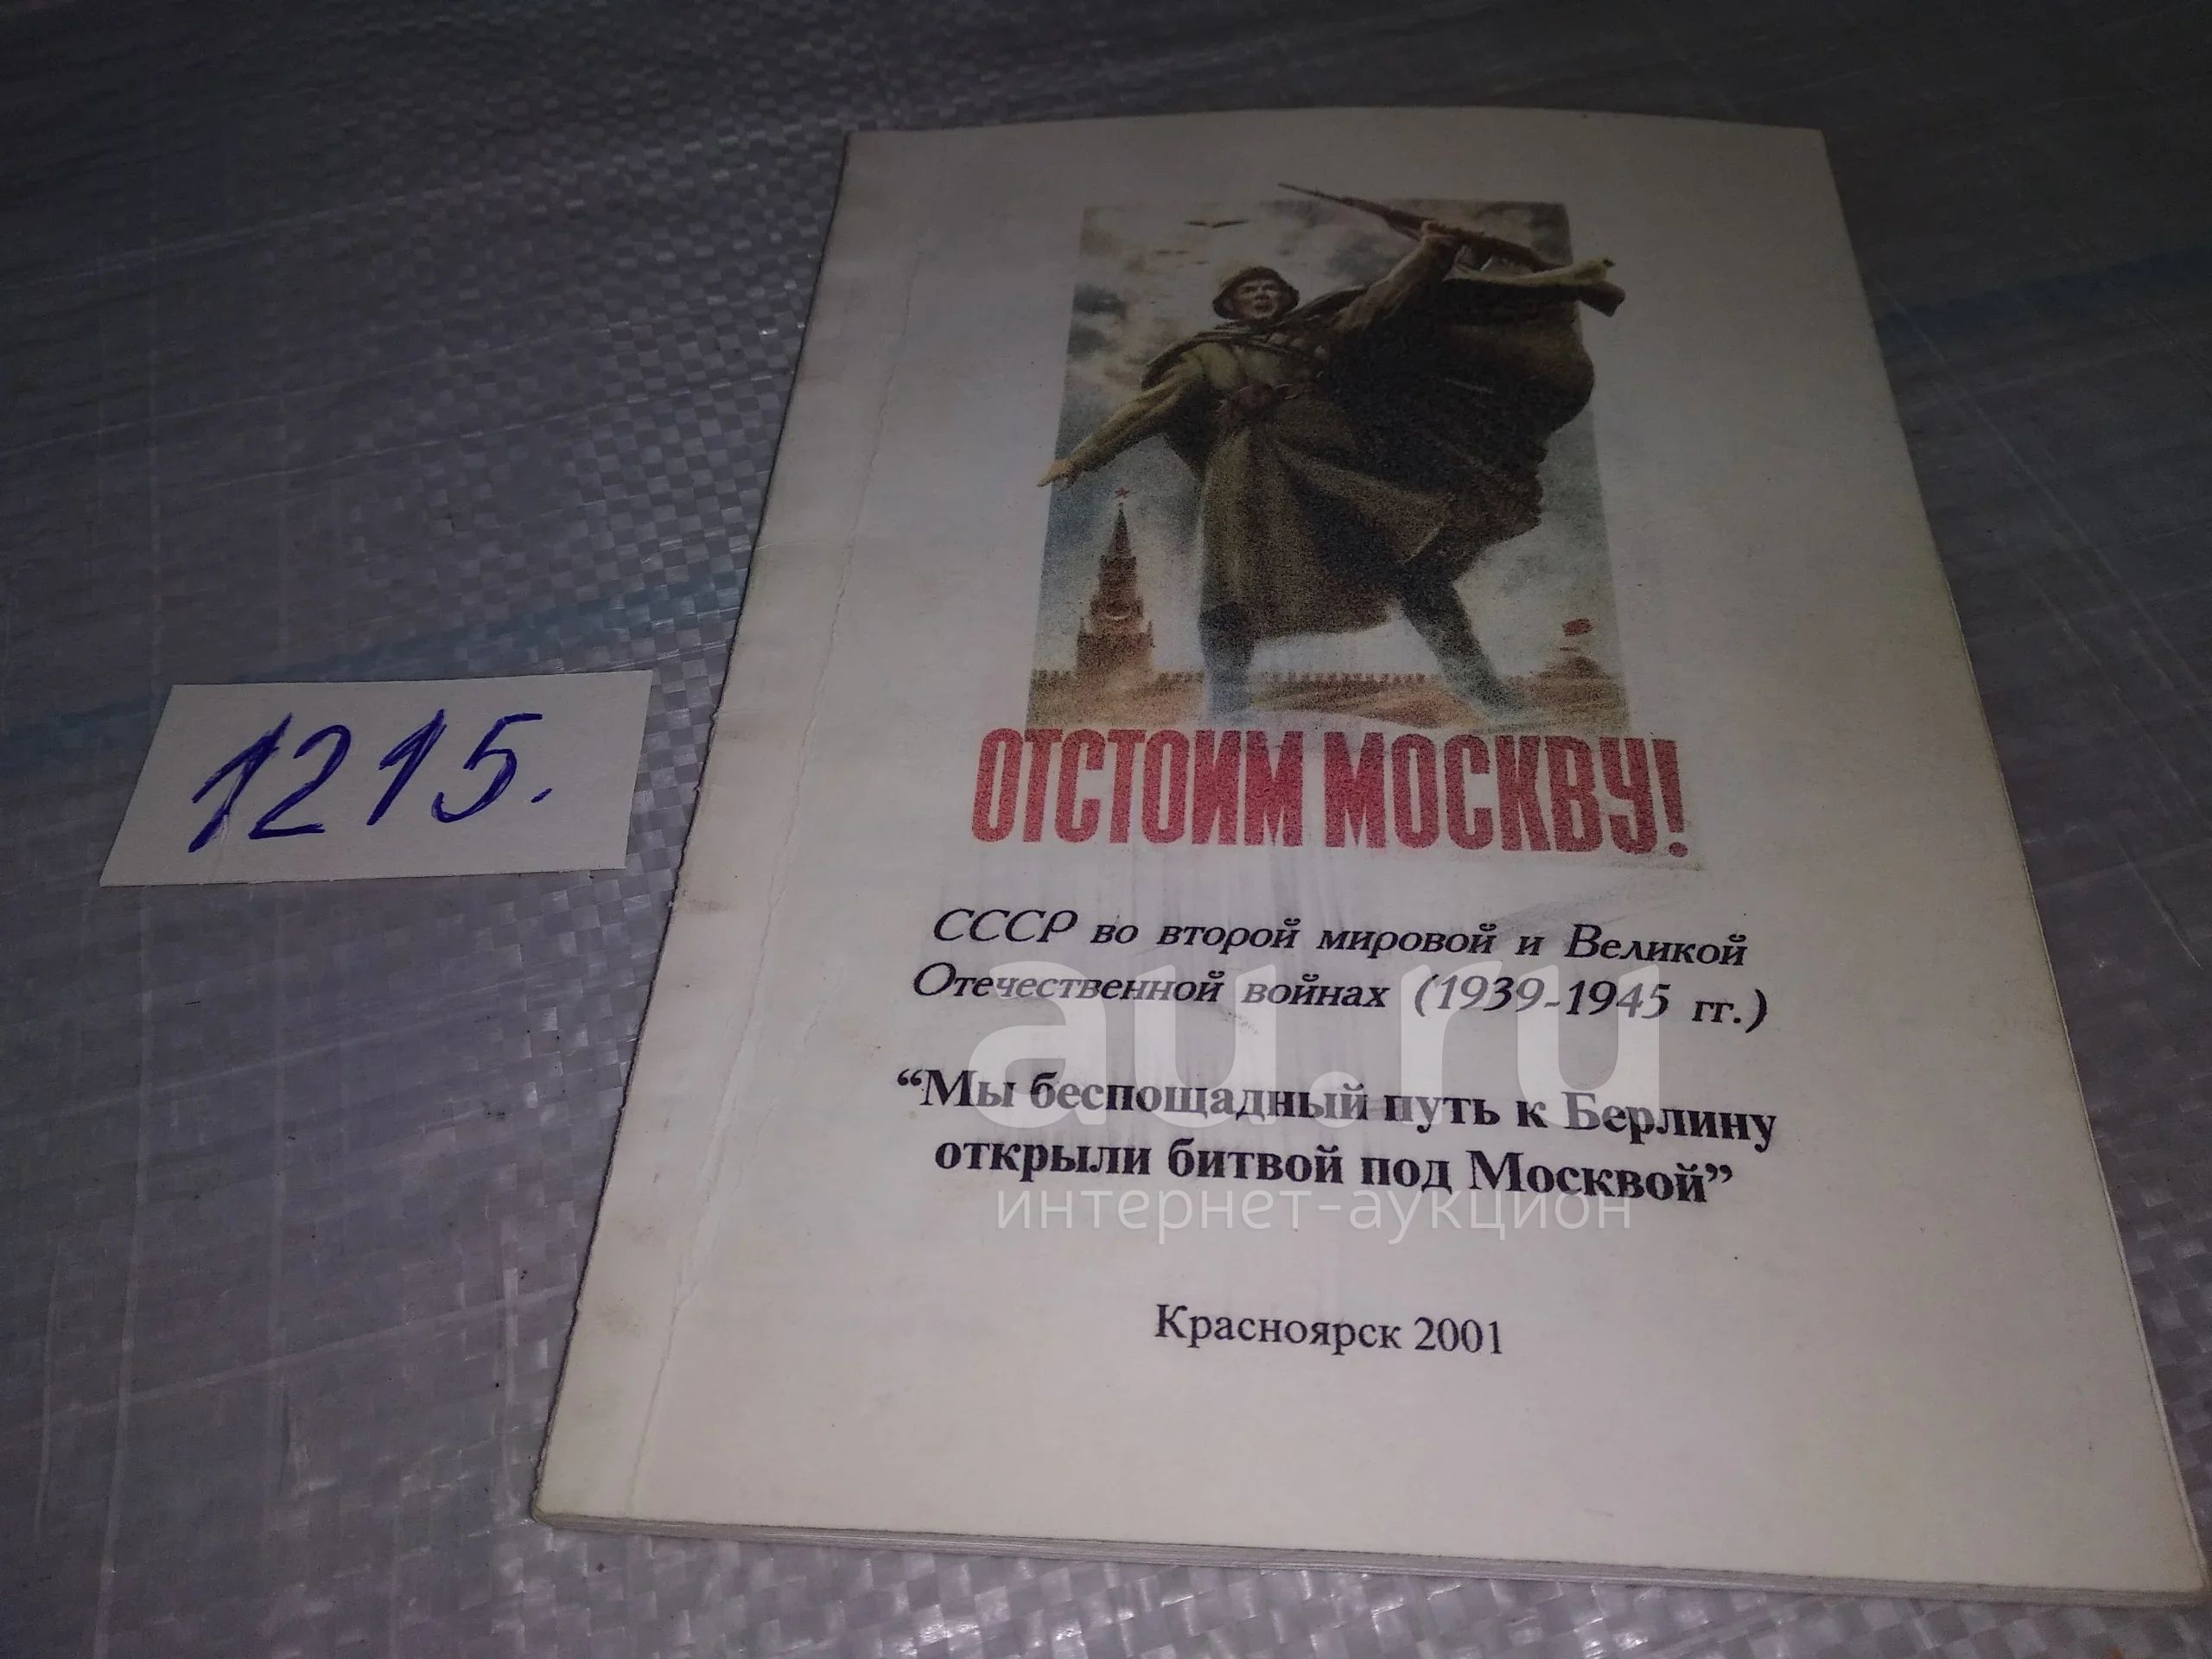 1215.
ОТСТОИМ МОСКВУ!
СССР во второй мировой и Великой
Отечественной войнах (1939-1945 гг.)
au.ru
“Мы беспощадный путь к Берлину
открыли битвой под Москвой”
интернет-аукцион
Красноярск 2001